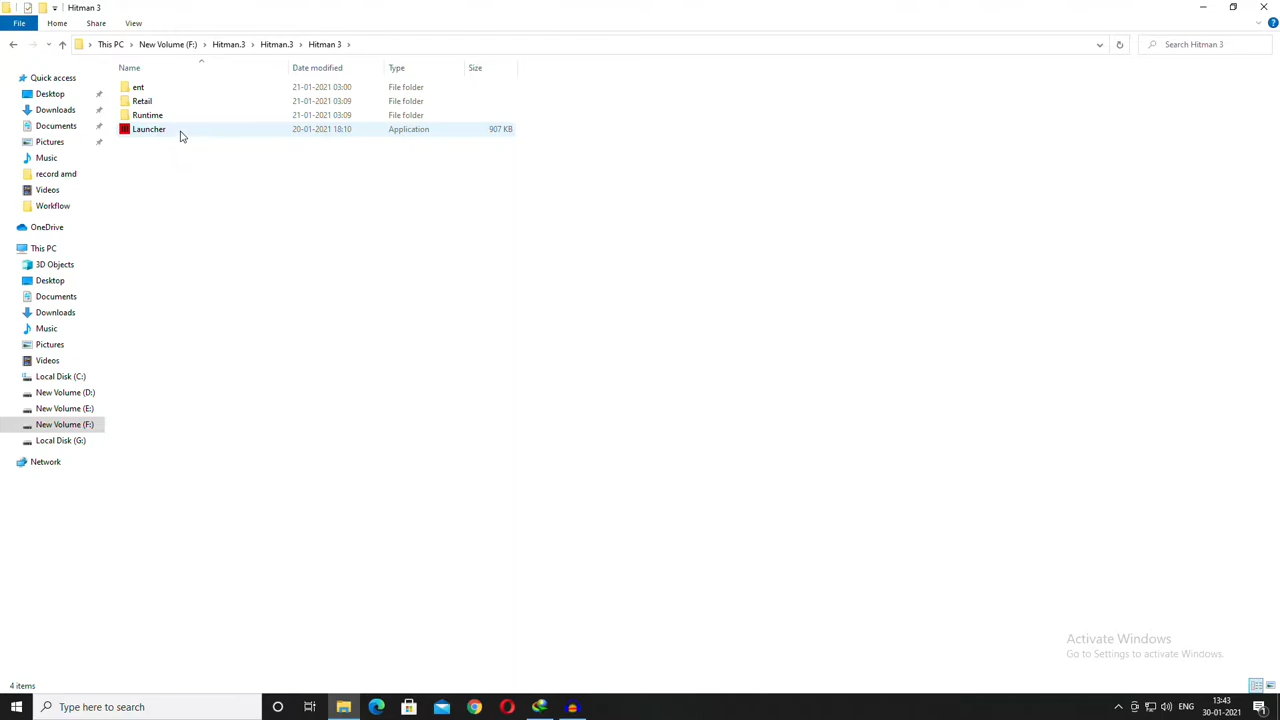 Hitman 3
File Home Share View
This PC New Volume (F:) Hitman.3 Hitman.3 Hitman 3
Search Hitman 3
Name Date modified Type Size
Quick access
Desktop
Downloads
Documents
Pictures
Music
record amd
Videos
Workflow
OneDrive
This PC
3D Objects
Desktop
Documents
Downloads
Music
Pictures
Videos
Local Disk (C:)
New Volume (D:)
New Volume (E:)
New Volume (F:)
Local Disk (G:)
Network
ent 21-01-2021 03:00 File folder
Retail 21-01-2021 03:09 File folder
Runtime 21-01-2021 03:09 File folder
Launcher 20-01-2021 18:10 Application 907 KB
Activate Windows
Go to Settings to activate Windows.
4 items
Type here to search
ENG
13:43
30-01-2021
1